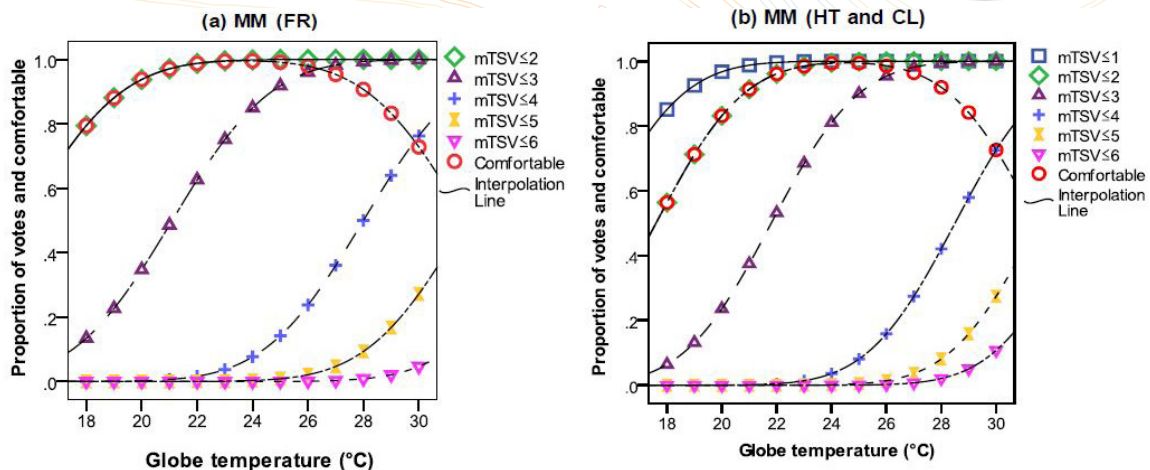 (a) MM (FR)
Proportion of votes and comfortable
1.0
.8
.6
.4
.2
.0
18 20 22 24 26 28 30
Globe temperature (°C)
mTSV≤2
mTSV≤3
mTSV≤4
mTSV≤5
mTSV≤6
Comfortable
Interpolation
Line
(b) MM (HT and CL)
Proportion of votes and comfortable
1.0
.8
.6
.4
.2
.0
18 20 22 24 26 28 30
Globe temperature (°C)
mTSV≤1
mTSV≤2
mTSV≤3
mTSV≤4
mTSV≤5
mTSV≤6
Comfortable
Interpolation
Line